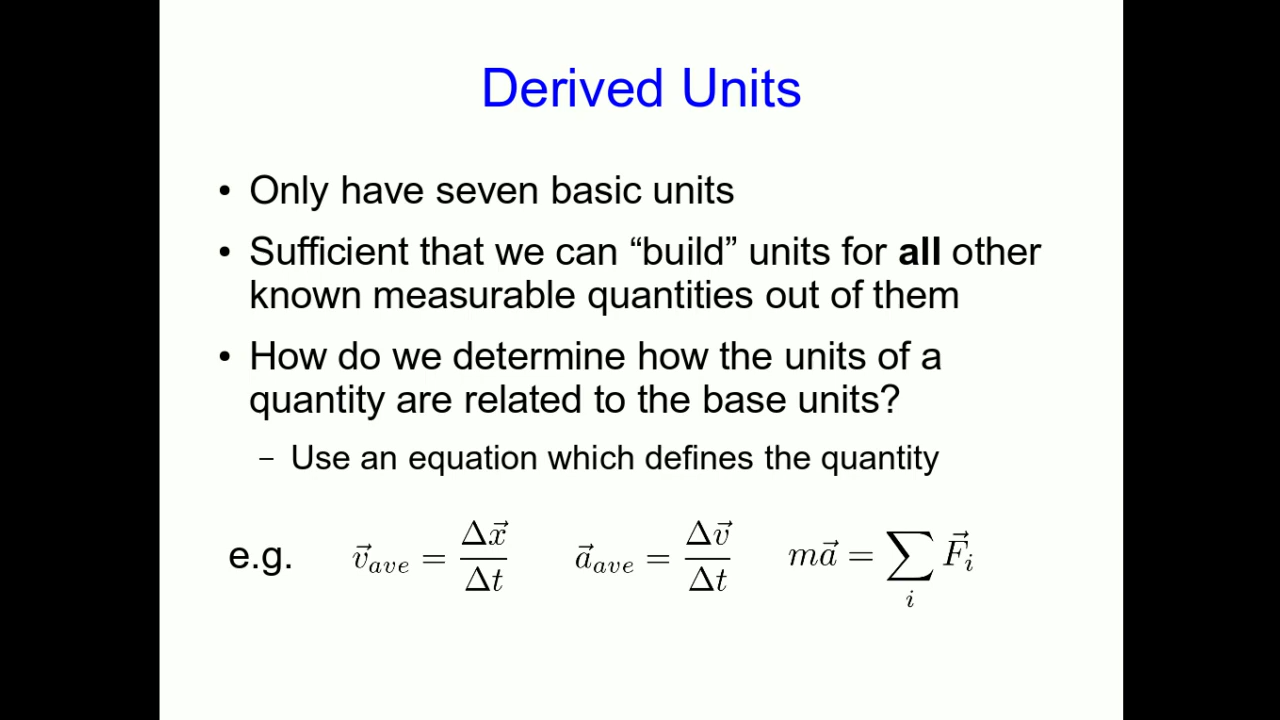 Derived Units
• Only have seven basic units
• Sufficient that we can “build” units for all other
known measurable quantities out of them
• How do we determine how the units of a
quantity are related to the base units?
– Use an equation which defines the quantity
e.g. $\vec{v}_{ave} = \frac{\Delta \vec{x}}{\Delta t}$ $\vec{a}_{ave} = \frac{\Delta \vec{v}}{\Delta t}$ $m\vec{a} = \sum_{i} \vec{F}_i$